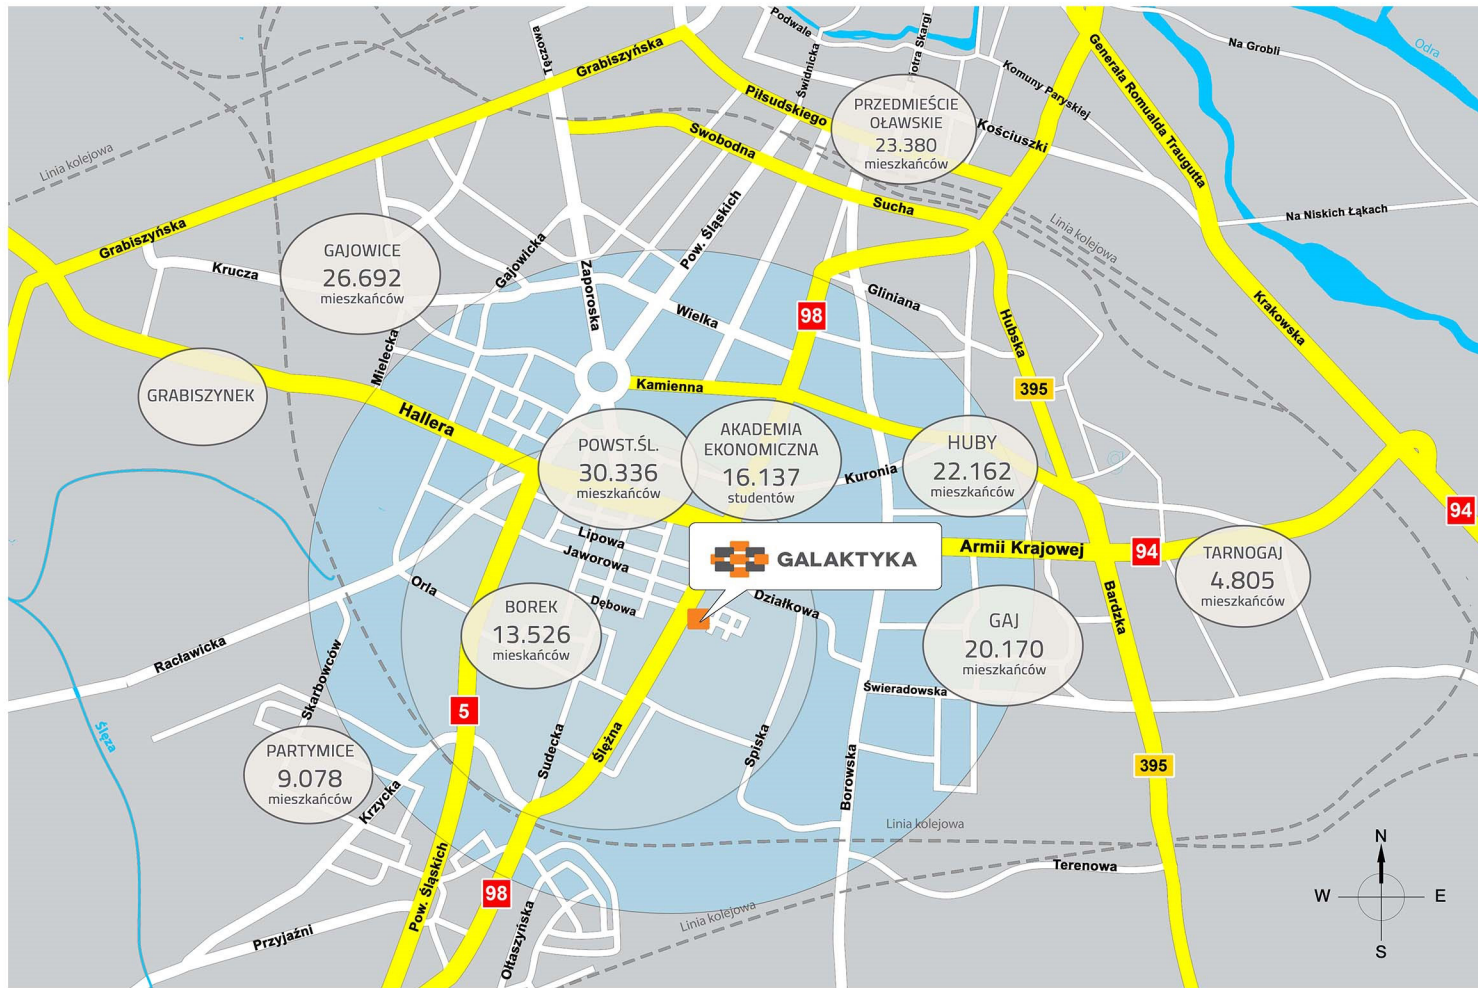 Tęczowa
Grabiszyńska
Podwale
Świdnicka
Piotra Skargi
Generała Romualda Traugutta
Na Grobli
Odra
Komuny Paryskiej
Piłsudskiego
PRZEDMIEŚCIE
OŁAWSKIE
23.380
mieszkańców
Kościuszki
Linia kolejowa
Swobodna
Sucha
Na Niskich Łąkach
Linia kolejowa
Grabiszyńska
Krucza
GAJOWICE
26.692
mieszkańców
Gajowicka
Zaporoska
Pow. Śląskich
Wielka
98
Gliniana
Hubska
Krakowska
Mielecka
GRABISZYNEK
Kamienna
395
Hallera
POWST.ŚL.
30.336
mieszkańców
AKADEMIA
EKONOMICZNA
16.137
studentów
Kuronia
HUBY
22.162
mieszkańców
94
Lipowa
Jaworowa
GALAKTYKA
Armii Krajowej
94
TARNOGAJ
4.805
mieszkańców
Orla
Dębowa
Działkowa
Bardzka
BOREK
13.526
mieskańców
GAJ
20.170
mieszkańców
Racławicka
Skarbowców
Świeradowska
5
Ślęza
Ślężna
Sudecka
Spiska
Borowska
395
PARTYMICE
9.078
mieszkańców
Krzycka
Linia kolejowa
Terenowa
N
W
E
S
Pow. Śląskich
98
Linia kolejowa
Przyjaźni
Ołtaszyńska